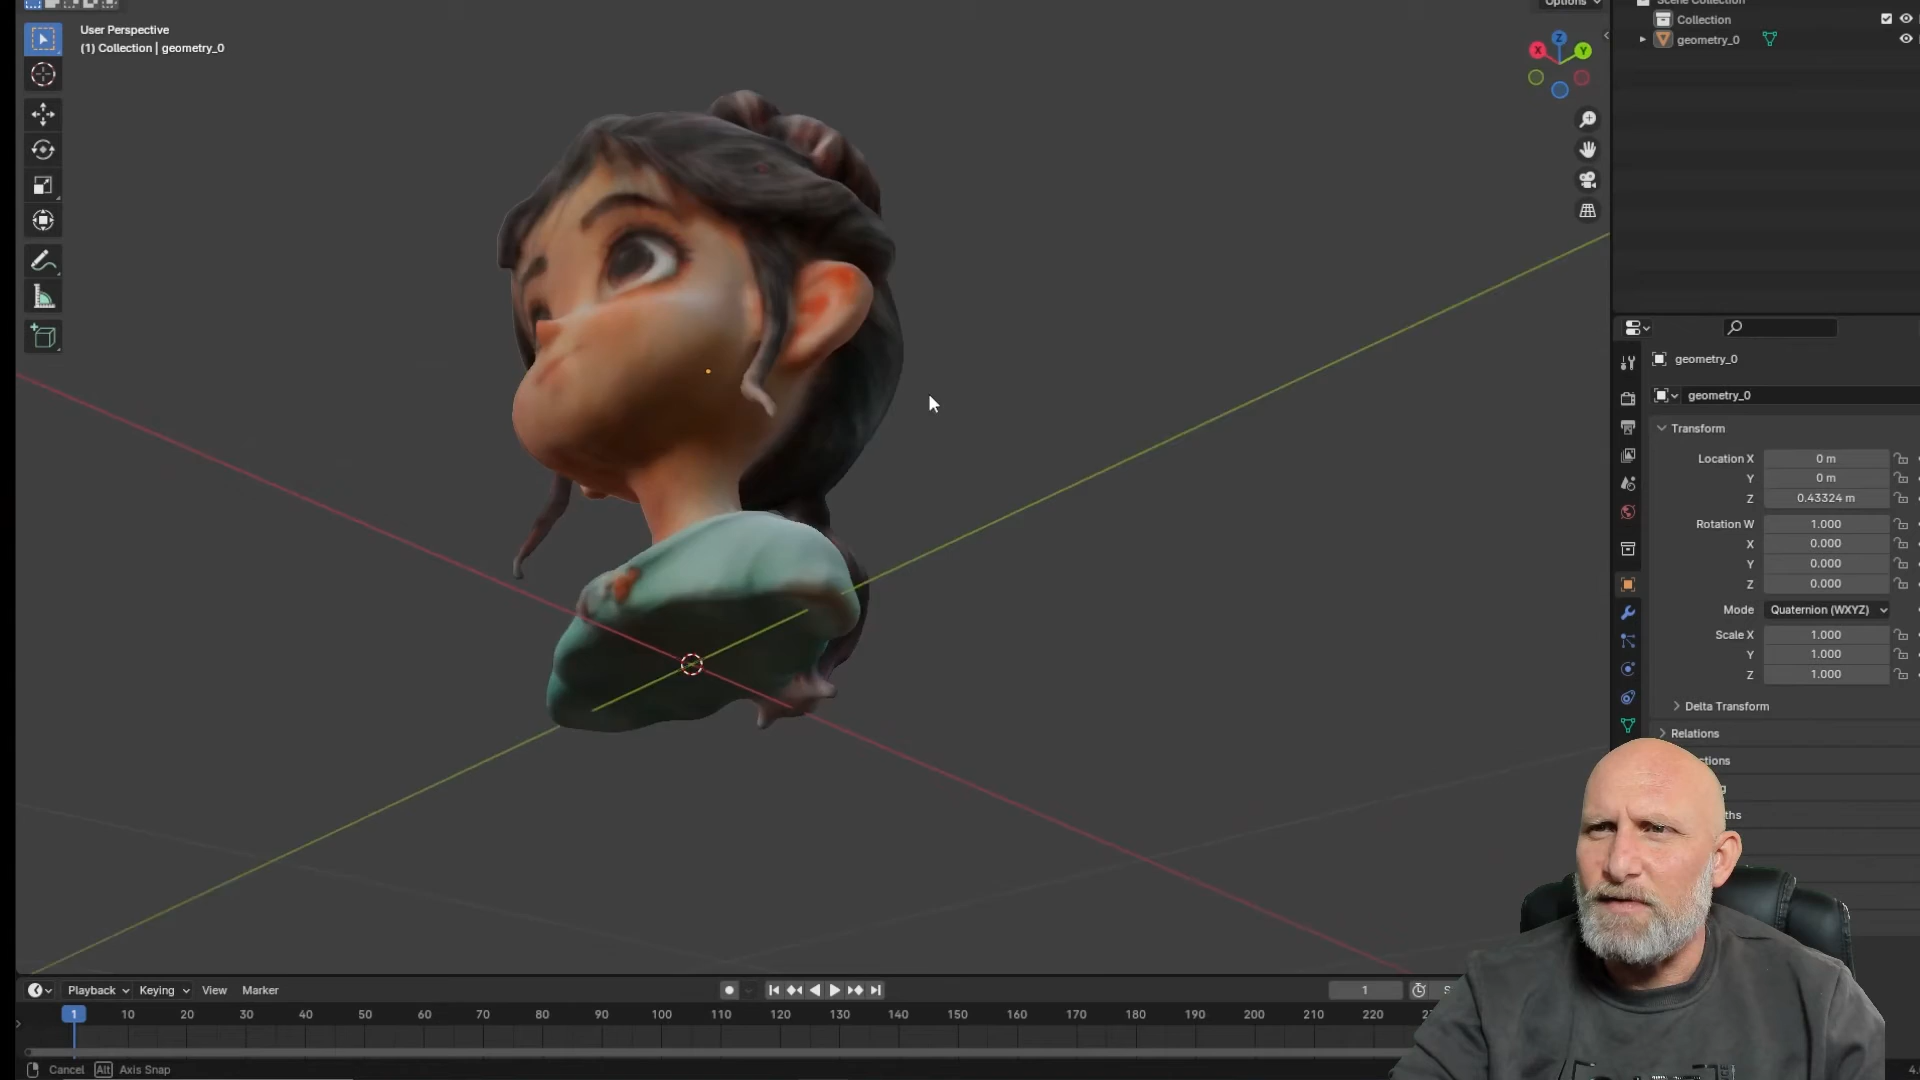 Options
Scene Collection
User Perspective
(1) Collection | geometry_0
X
Y
Z
Collection
geometry_0
geometry_0
geometry_0
Transform
Location X 0 m
Y 0 m
Z 0.43324 m
Rotation W 1.000
X 0.000
Y 0.000
Z 0.000
Mode Quaternion (WXYZ)
Scale X 1.000
Y 1.000
Z 1.000
Delta Transform
Relations
Playback Keying View Marker
1
1 10 20 30 40 50 60 70 80 90 100 110 120 130 140 150 160 170 180 190 200 210 220
Cancel Alt Axis Snap